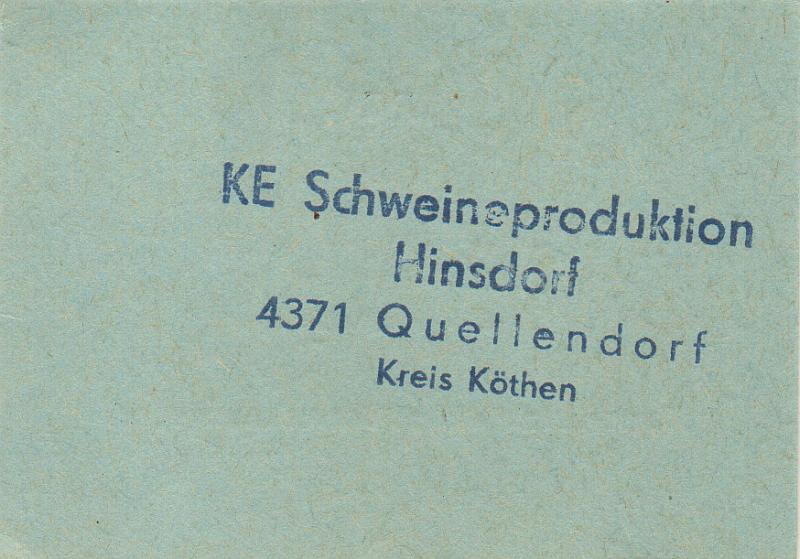 KE Schweineproduktion
Hinsdorf
4371 Quellendorf
Kreis Köthen